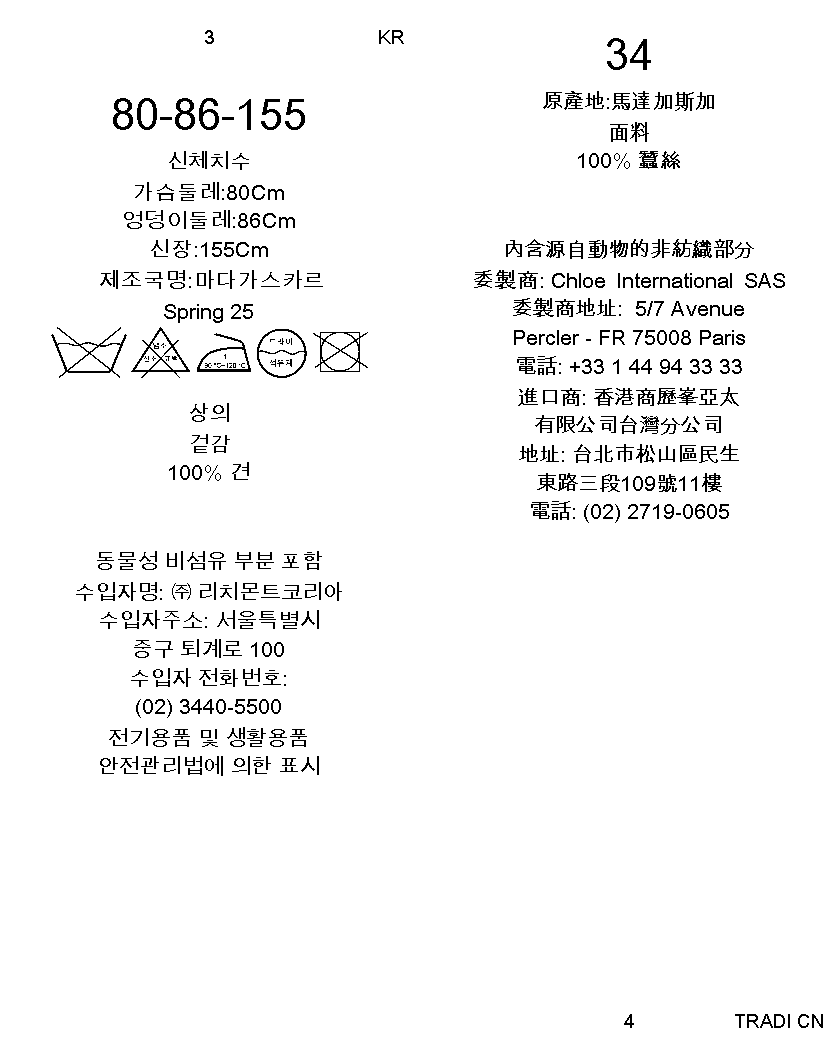 3 KR
80-86-155
신체치수
가슴둘레:80Cm
엉덩이둘레:86Cm
신장:155Cm
제조국명:마다가스카르
Spring 25
염소
산소 표백
1
80 °C~120 °C
드라이
석유계
상의
겉감
100% 견
동물성 비섬유 부분 포함
수입자명: ㈜ 리치몬트코리아
수입자주소: 서울특별시
중구 퇴계로 100
수입자 전화번호:
(02) 3440-5500
전기용품 및 생활용품
안전관리법에 의한 표시
34
原產地:馬達加斯加
面料
100% 蠶絲
內含源自動物的非紡織部分
委製商: Chloe International SAS
委製商地址: 5/7 Avenue
Percler - FR 75008 Paris
電話: +33 1 44 94 33 33
進口商: 香港商歷峯亞太
有限公司台灣分公司
地址: 台北市松山區民生
東路三段109號11樓
電話: (02) 2719-0605
4 TRADI CN